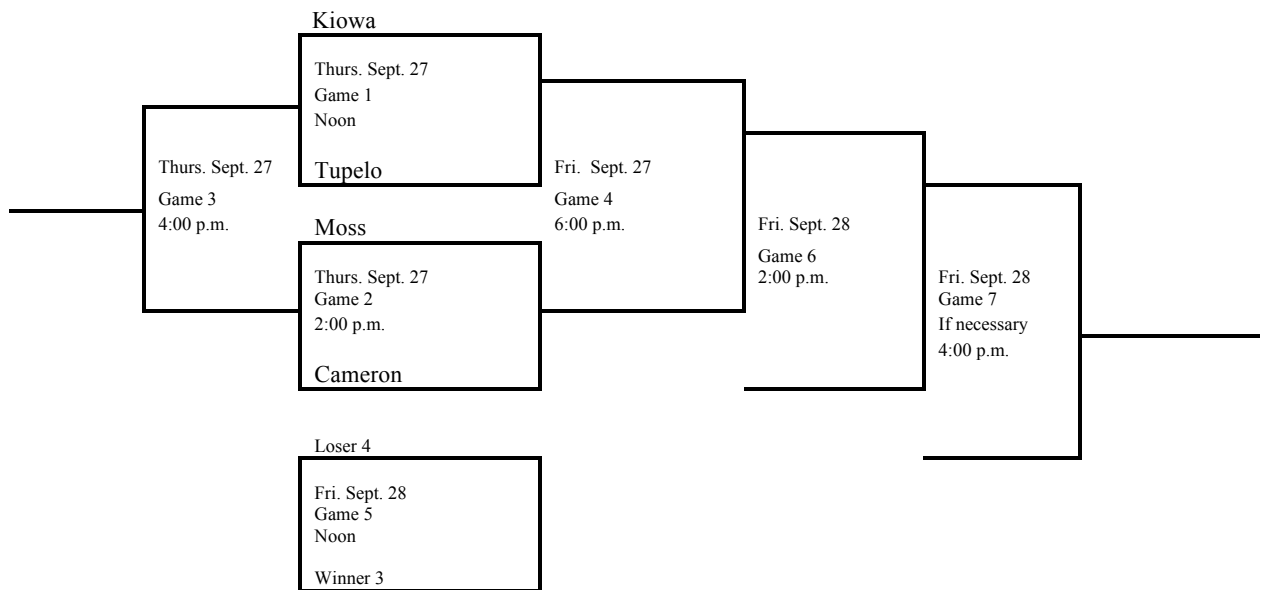 Kiowa
Thurs. Sept. 27
Game 1
Noon
Tupelo
Thurs. Sept. 27
Game 3
4:00 p.m.
Fri. Sept. 27
Game 4
6:00 p.m.
Moss
Thurs. Sept. 27
Game 2
2:00 p.m.
Cameron
Fri. Sept. 28
Game 6
2:00 p.m.
Fri. Sept. 28
Game 7
If necessary
4:00 p.m.
Loser 4
Fri. Sept. 28
Game 5
Noon
Winner 3